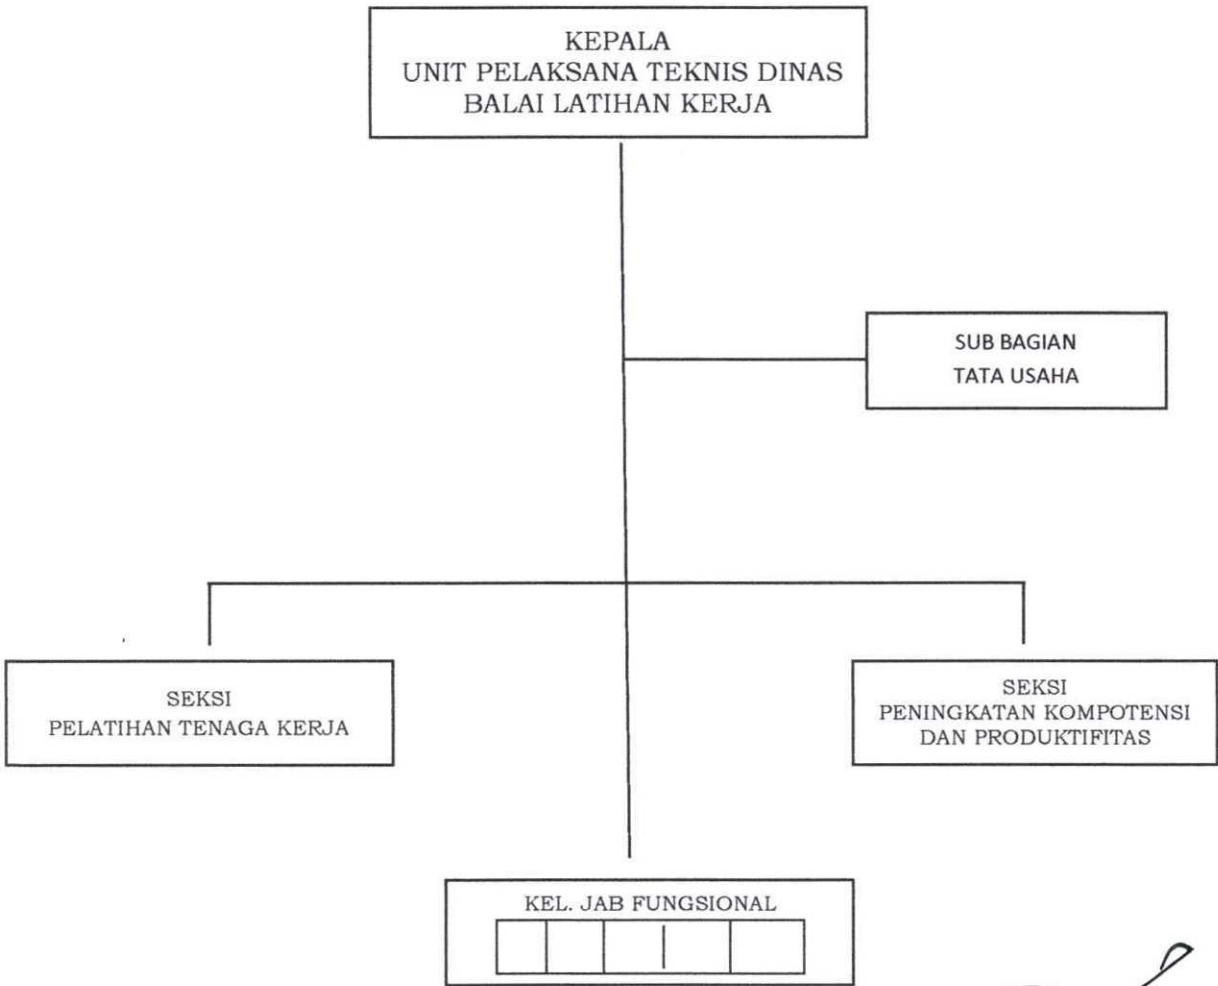 KEPALA
UNIT PELAKSANA TEKNIS DINAS
BALAI LATIHAN KERJA
SUB BAGIAN
TATA USAHA
SEKSI
PELATIHAN TENAGA KERJA
SEKSI
PENINGKATAN KOMPOTENSI
DAN PRODUKTIFITAS
KEL. JAB FUNGSIONAL